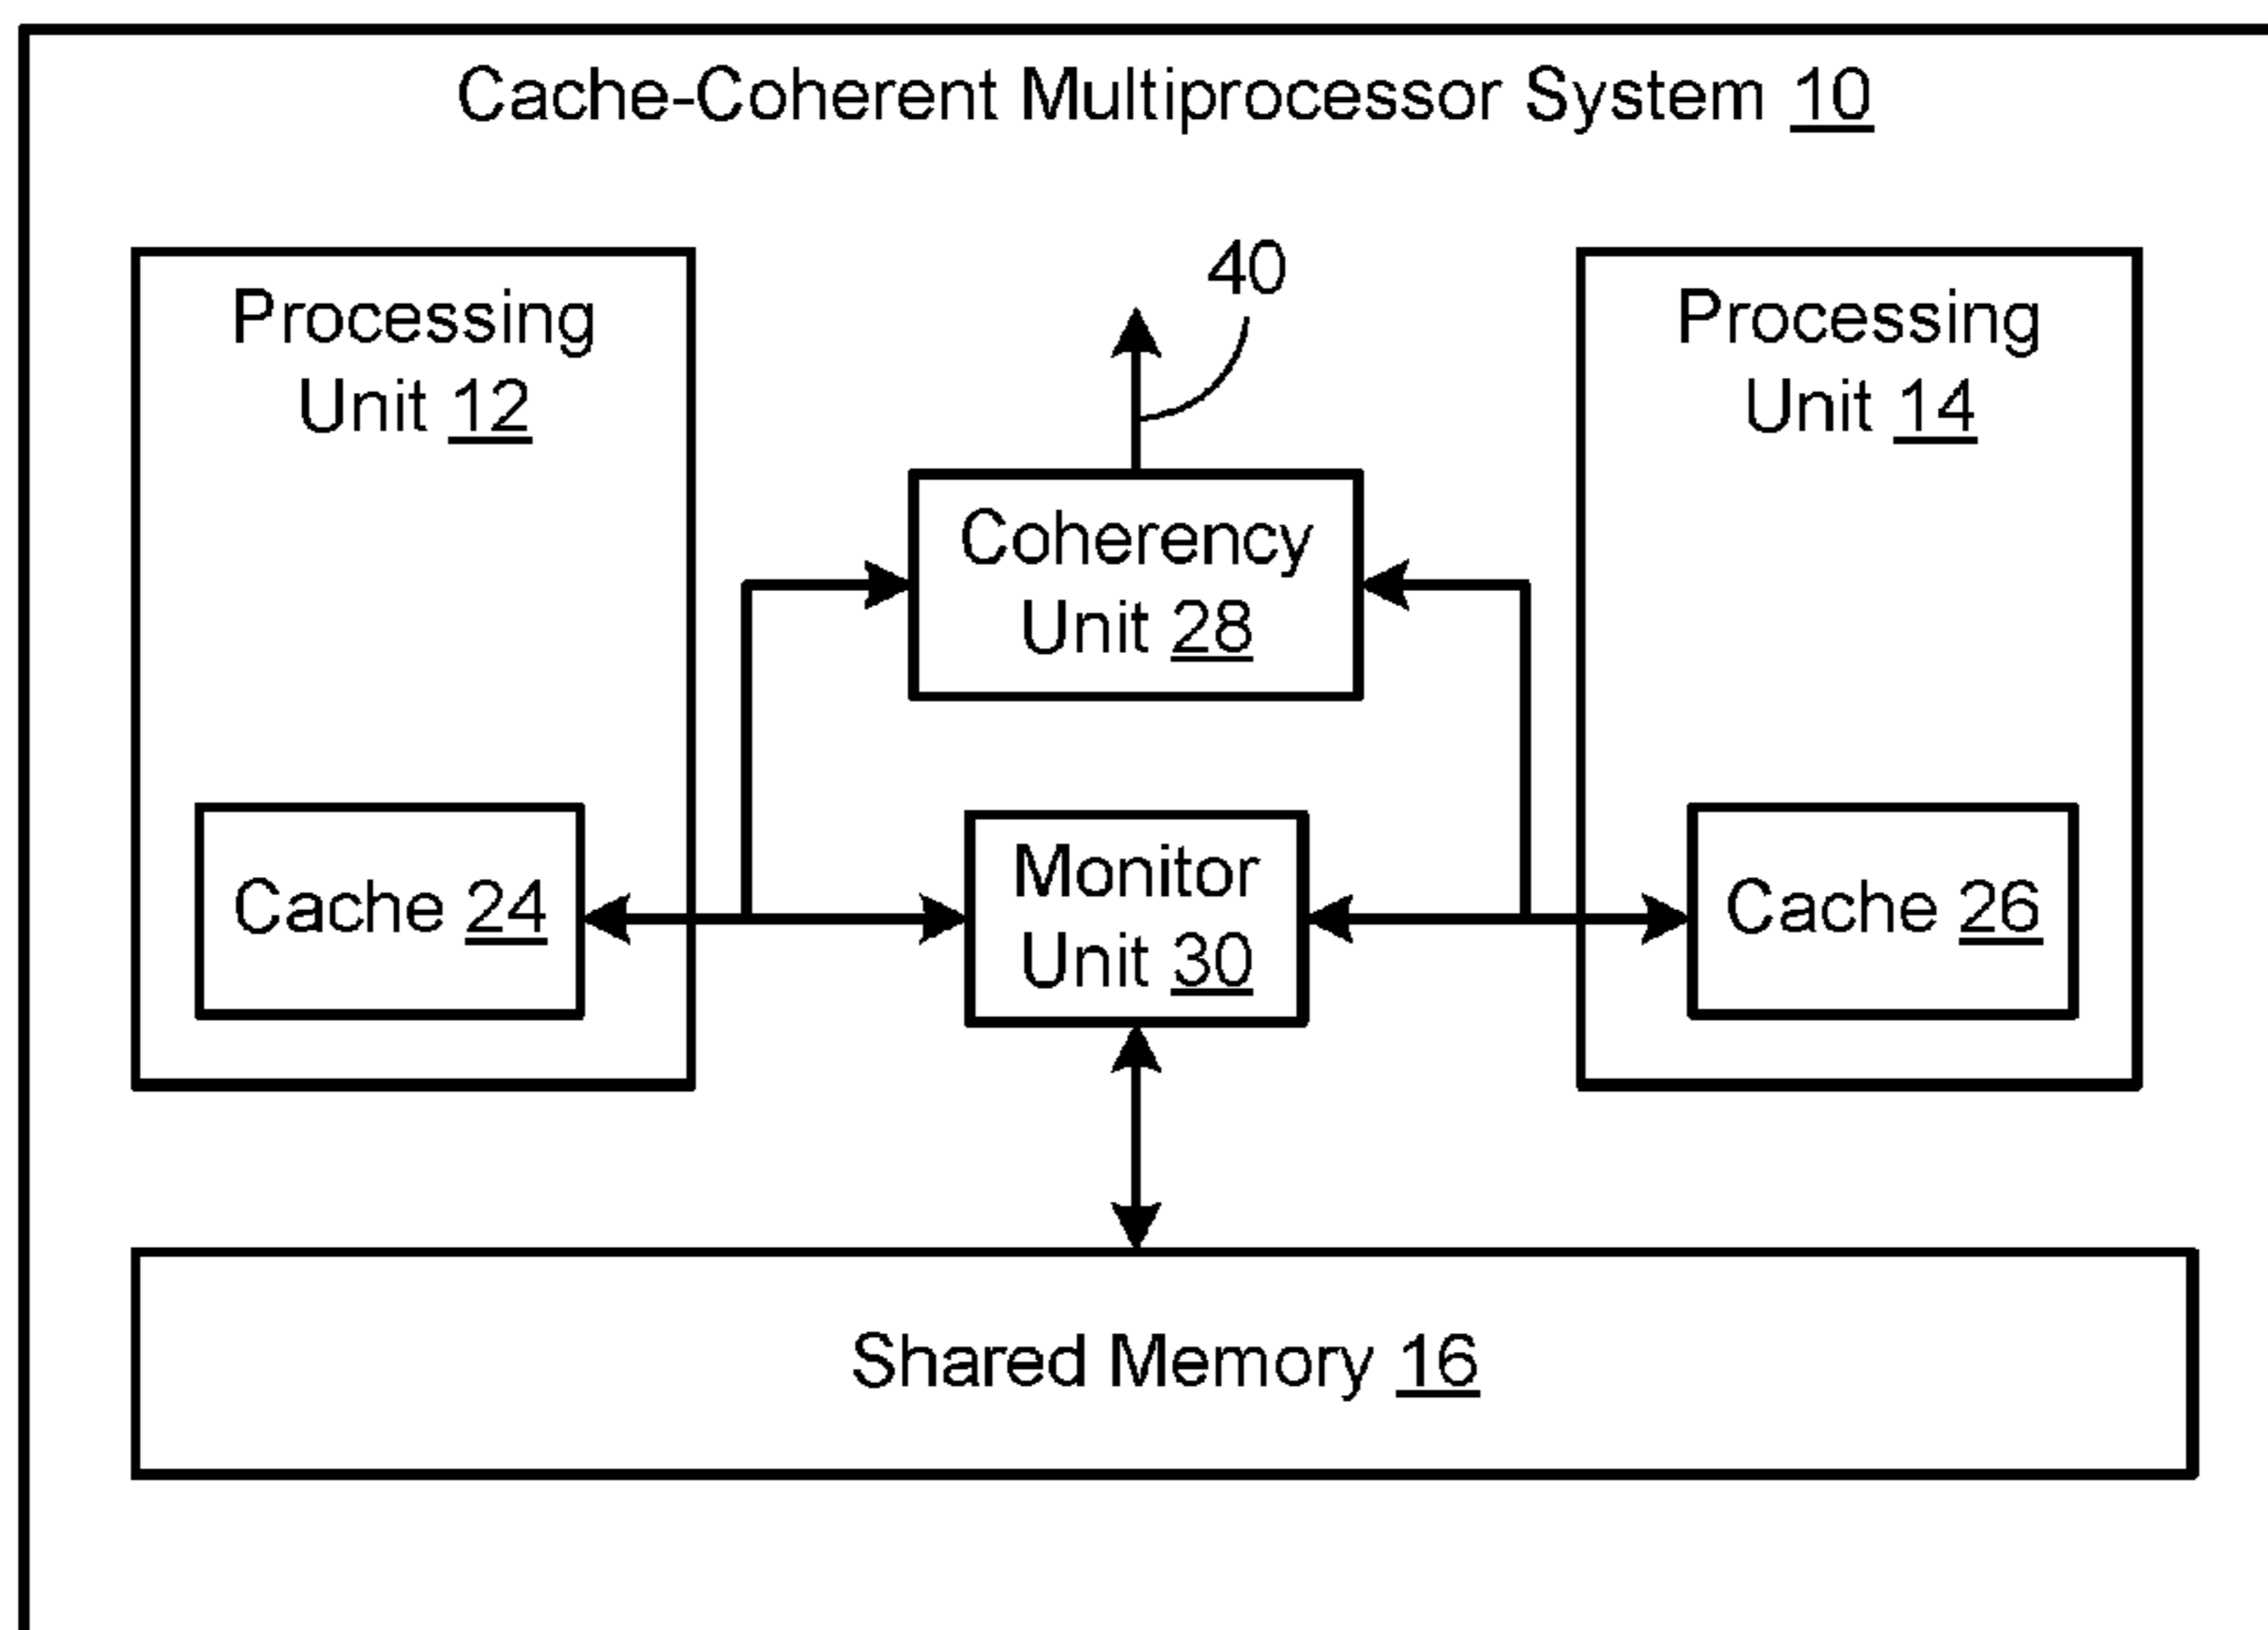 Cache-Coherent Multiprocessor System 10
Processing
Unit 12
40
Processing
Unit 14
Coherency
Unit 28
Cache 24
Monitor
Unit 30
Cache 26
Shared Memory 16